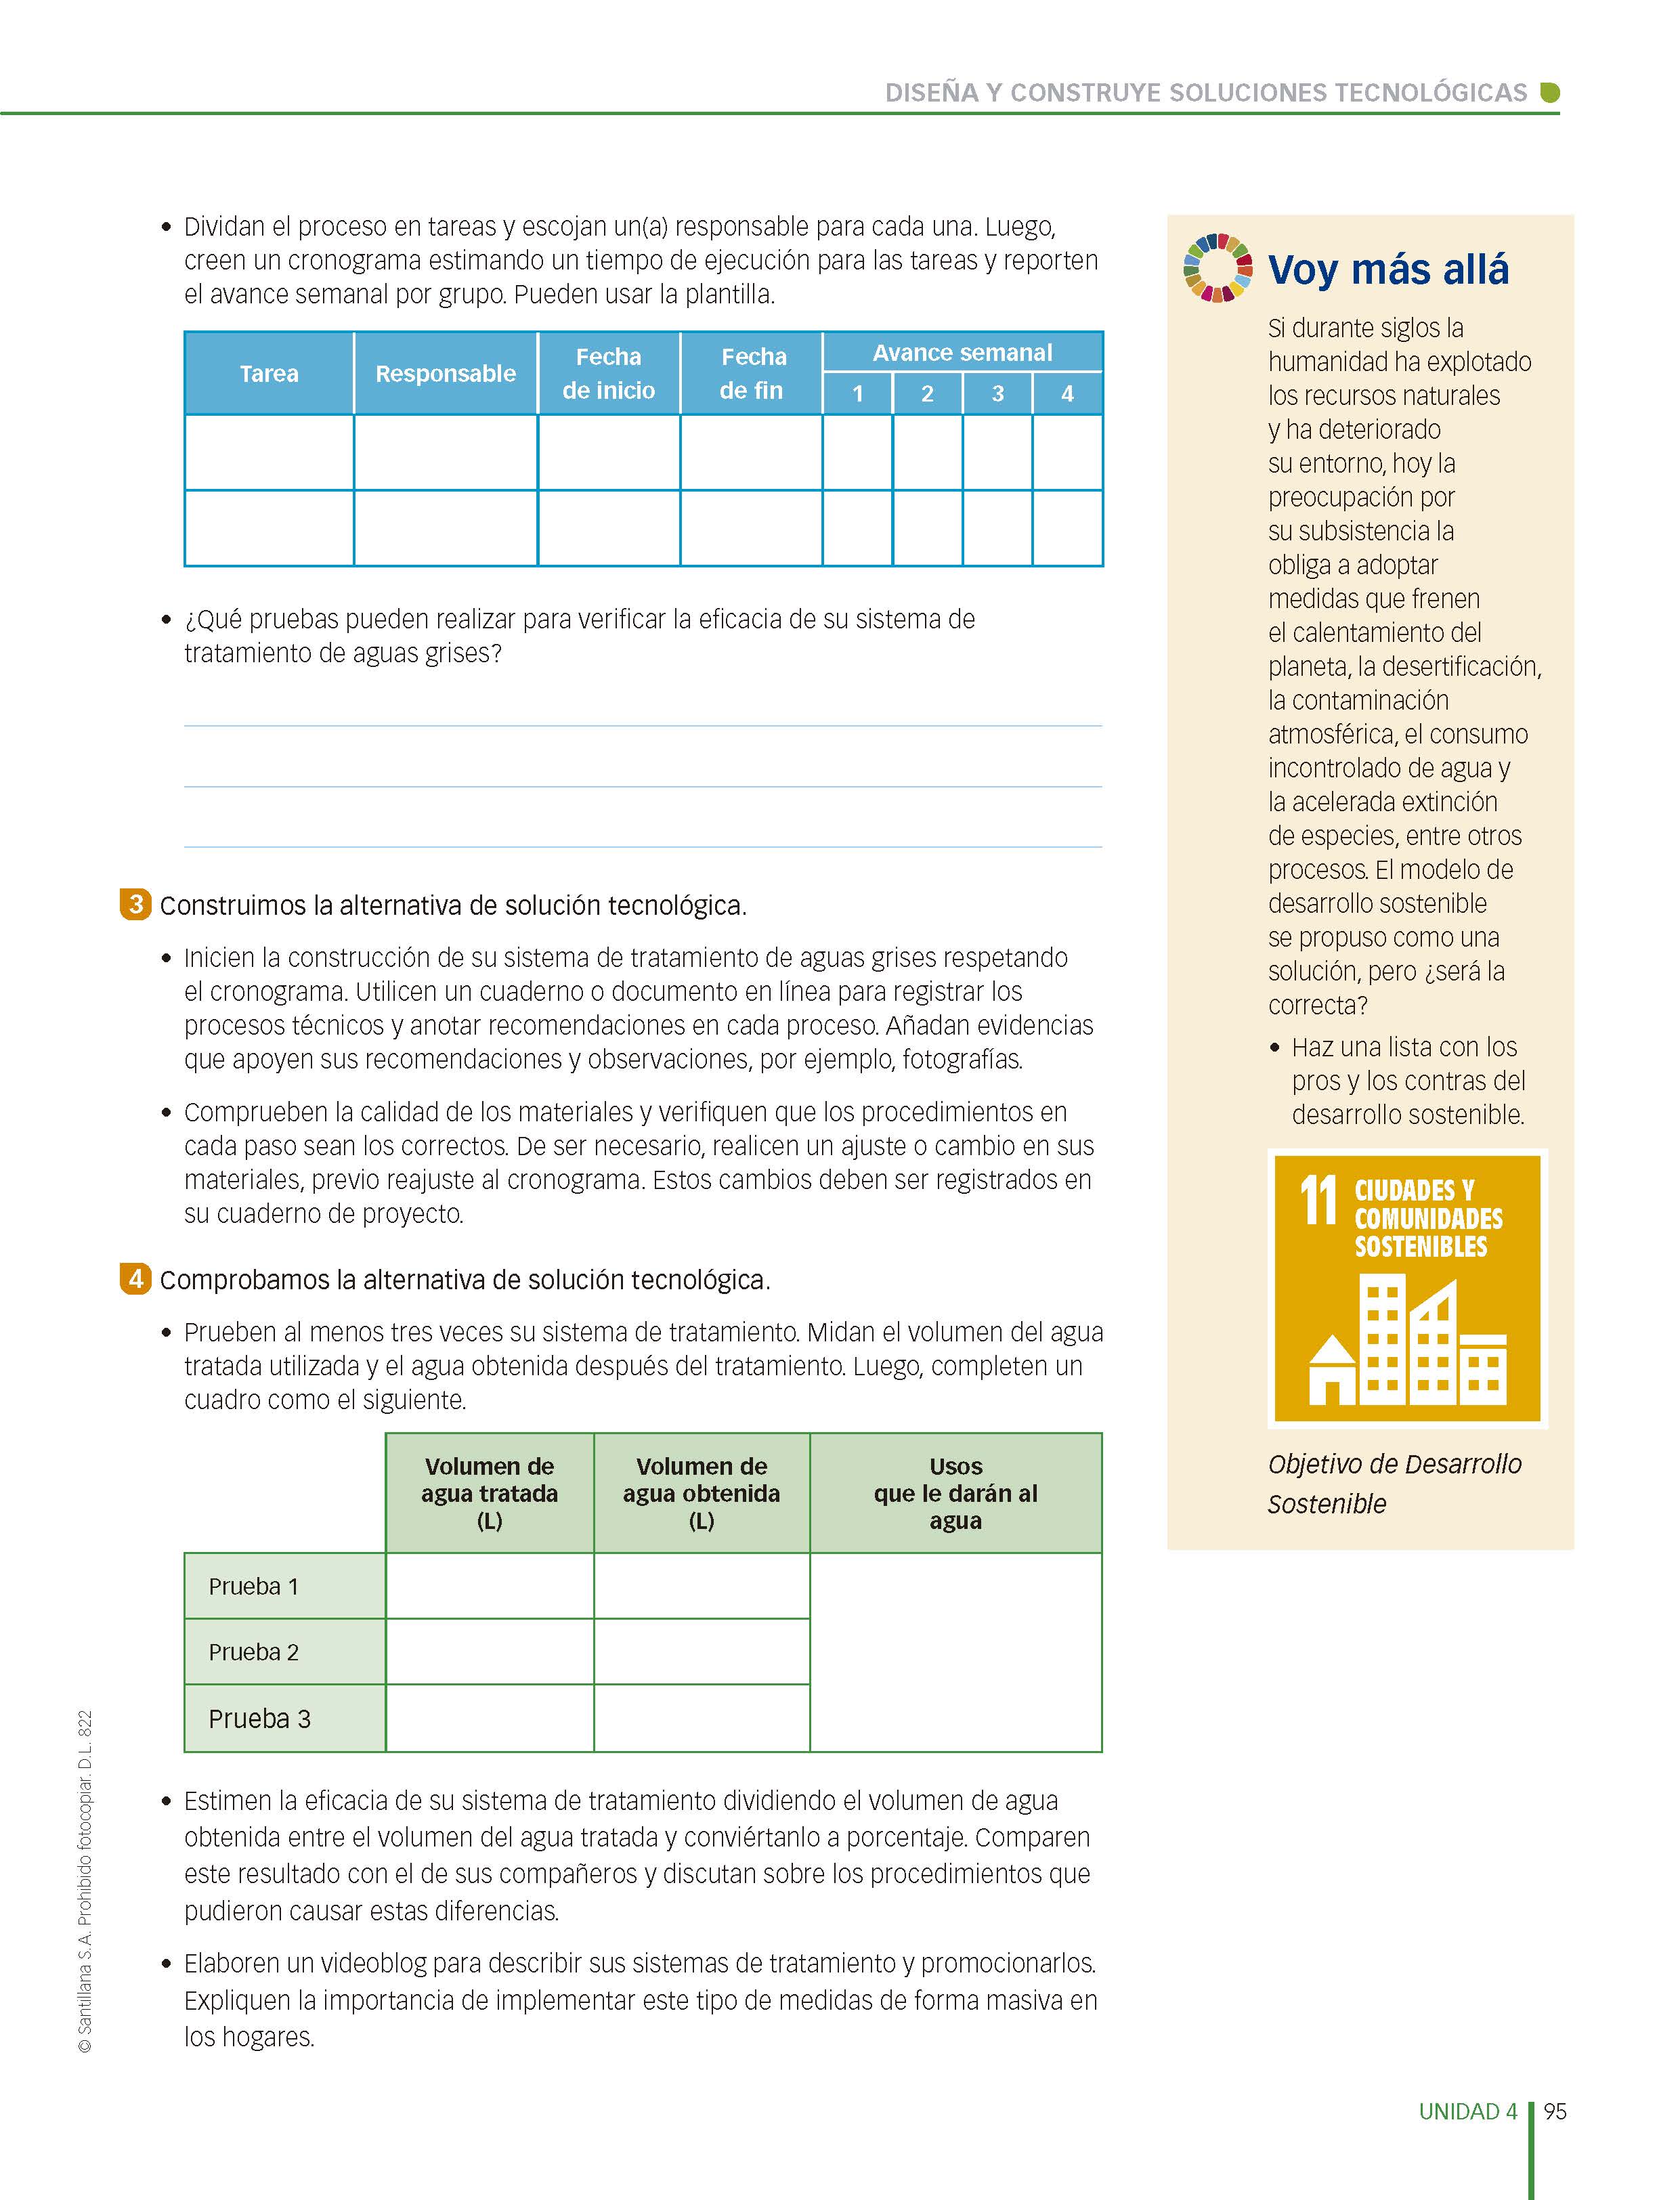 DISEÑA Y CONSTRUYE SOLUCIONES TECNOLÓGICAS
• Dividan el proceso en tareas y escojan un(a) responsable para cada una. Luego,
creen un cronograma estimando un tiempo de ejecución para las tareas y reporten
el avance semanal por grupo. Pueden usar la plantilla.
Tarea
Responsable
Fecha
de inicio
Fecha
de fin
Avance semanal
1 2 3 4
• ¿Qué pruebas pueden realizar para verificar la eficacia de su sistema de
tratamiento de aguas grises?
3 Construimos la alternativa de solución tecnológica.
• Inicien la construcción de su sistema de tratamiento de aguas grises respetando
el cronograma. Utilicen un cuaderno o documento en línea para registrar los
procesos técnicos y anotar recomendaciones en cada proceso. Añadan evidencias
que apoyen sus recomendaciones y observaciones, por ejemplo, fotografías.
• Comprueben la calidad de los materiales y verifiquen que los procedimientos en
cada paso sean los correctos. De ser necesario, realicen un ajuste o cambio en sus
materiales, previo reajuste al cronograma. Estos cambios deben ser registrados en
su cuaderno de proyecto.
4 Comprobamos la alternativa de solución tecnológica.
• Prueben al menos tres veces su sistema de tratamiento. Midan el volumen del agua
tratada utilizada y el agua obtenida después del tratamiento. Luego, completen un
cuadro como el siguiente.
Volumen de
agua tratada
(L)
Volumen de
agua obtenida
(L)
Usos
que le darán al
agua
Prueba 1
Prueba 2
Prueba 3
• Estimen la eficacia de su sistema de tratamiento dividiendo el volumen de agua
obtenida entre el volumen del agua tratada y conviértanlo a porcentaje. Comparen
este resultado con el de sus compañeros y discutan sobre los procedimientos que
pudieron causar estas diferencias.
• Elaboren un videoblog para describir sus sistemas de tratamiento y promocionarlos.
Expliquen la importancia de implementar este tipo de medidas de forma masiva en
los hogares.
Voy más allá
Si durante siglos la
humanidad ha explotado
los recursos naturales
y ha deteriorado
su entorno, hoy la
preocupación por
su subsistencia la
obliga a adoptar
medidas que frenen
el calentamiento del
planeta, la desertificación,
la contaminación
atmosférica, el consumo
incontrolado de agua y
la acelerada extinción
de especies, entre otros
procesos. El modelo de
desarrollo sostenible
se propuso como una
solución, pero ¿será la
correcta?
• Haz una lista con los
pros y los contras del
desarrollo sostenible.
11 CIUDADES Y
COMUNIDADES
SOSTENIBLES
Objetivo de Desarrollo
Sostenible
© Santillana S.A. Prohibido fotocopiar. D.L. 822
UNIDAD 4 95